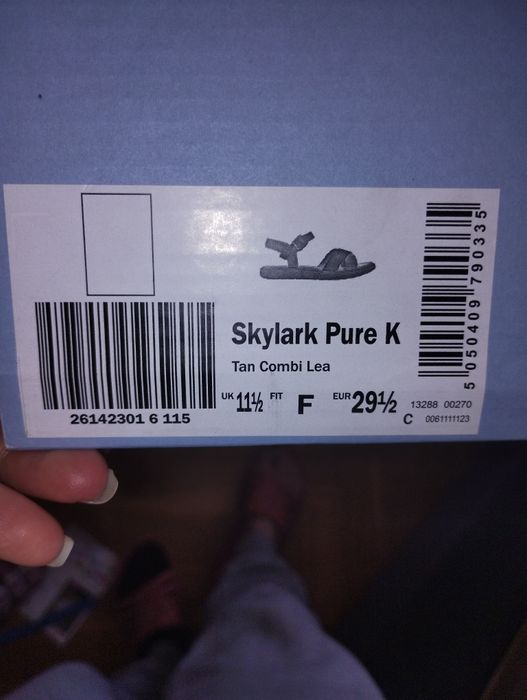 Skylark Pure K
Tan Combi Lea
UK 11½ FIT F EUR 29½
26142301 6 115
5 050409 790335
13288 00270
C 0061111123